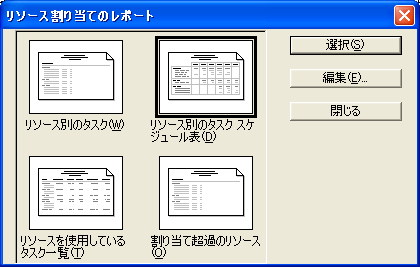 リソース割り当てのレポート
選択(S)
編集(E)...
閉じる
リソース別のタスク(W)
リソース別のタスク スケ
ジュール表(D)
リソースを使用している
タスク一覧(T)
割り当て超過のリソース
(O)